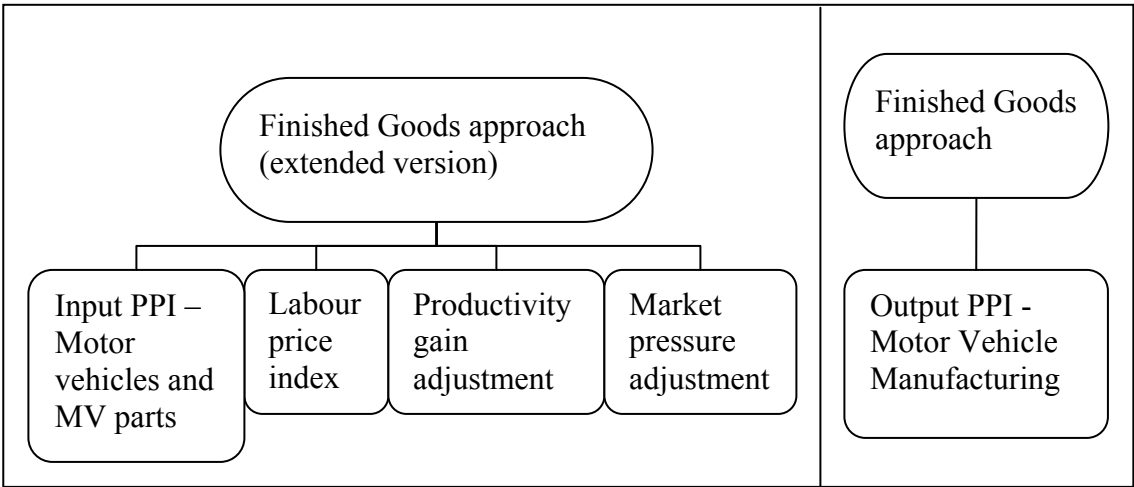 Finished Goods approach
(extended version)
Input PPI –
Motor
vehicles and
MV parts
Labour
price
index
Productivity
gain
adjustment
Market
pressure
adjustment
Finished Goods
approach
Output PPI -
Motor Vehicle
Manufacturing